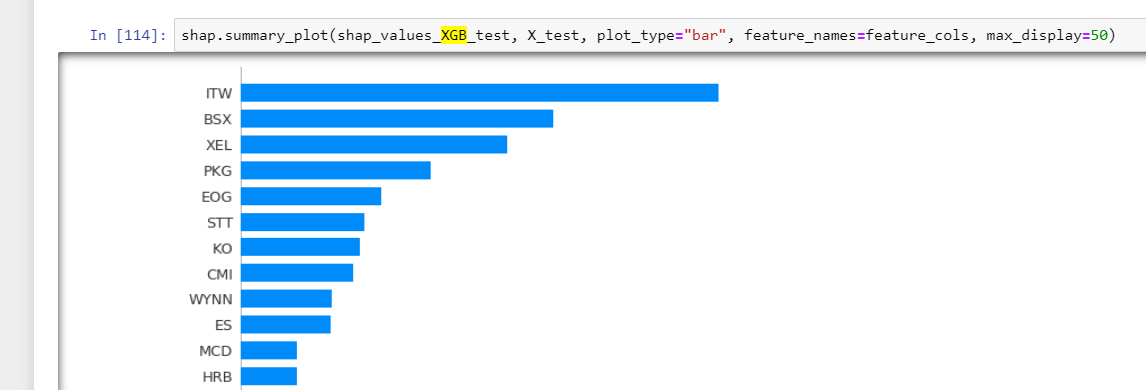 In [114]: shap.summary_plot(shap_values_XGB_test, X_test, plot_type="bar", feature_names=feature_cols, max_display=50)
ITW
BSX
XEL
PKG
EOG
STT
KO
CMI
WYNN
ES
MCD
HRB